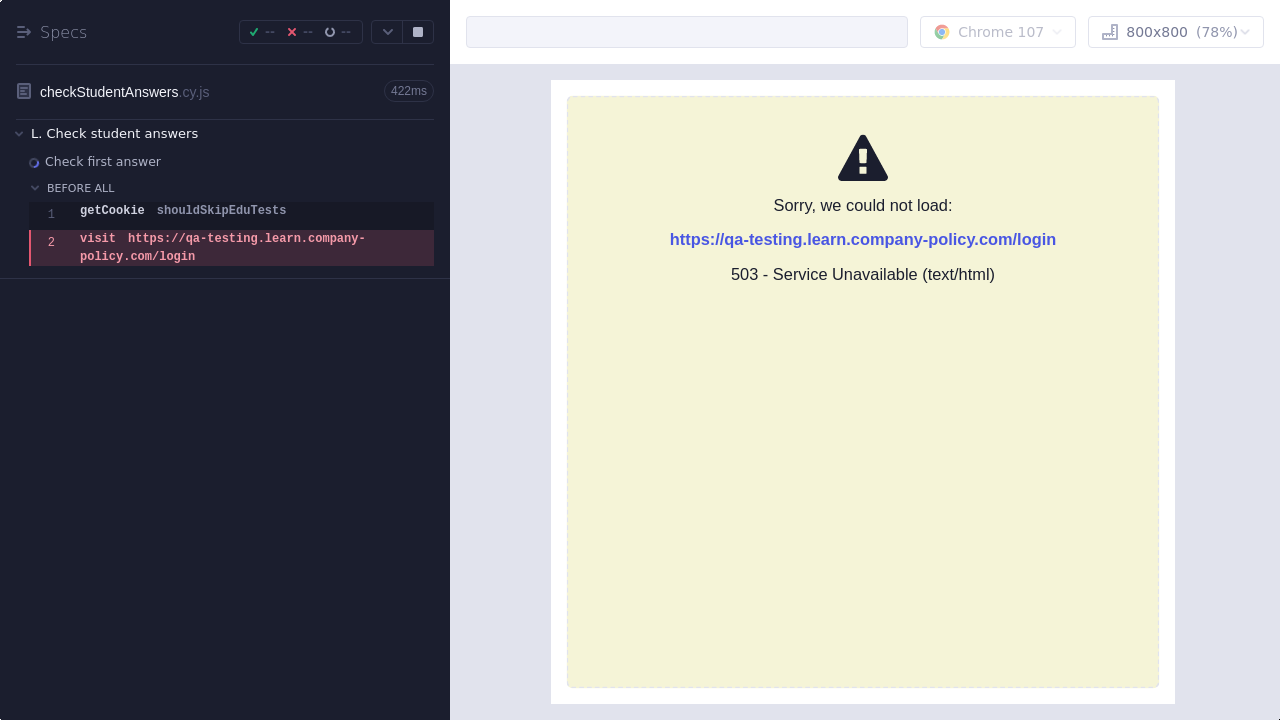 Specs
--
--
--
checkStudentAnswers.cy.js
422ms
L. Check student answers
Check first answer
BEFORE ALL
1
getCookie shouldSkipEduTests
2
visit https://qa-testing.learn.company-
policy.com/login
Chrome 107
800x800 (78%)
Sorry, we could not load:
https://qa-testing.learn.company-policy.com/login
503 - Service Unavailable (text/html)